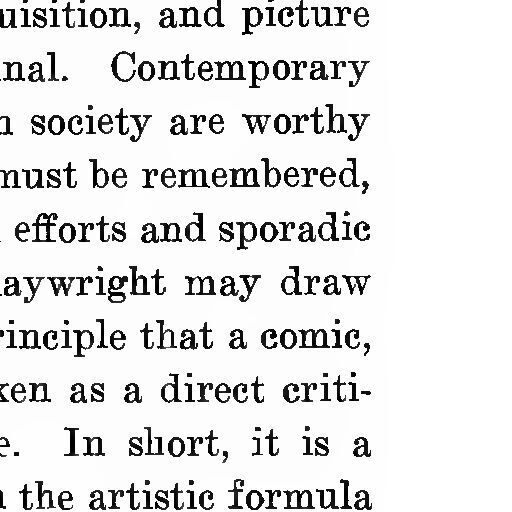 uisition, and picture
nal. Contemporary
society are worthy
must be remembered,
efforts and sporadic
aywright may draw
rinciple that a comic,
ken as a direct criti-
e. In short, it is a
the artistic formula